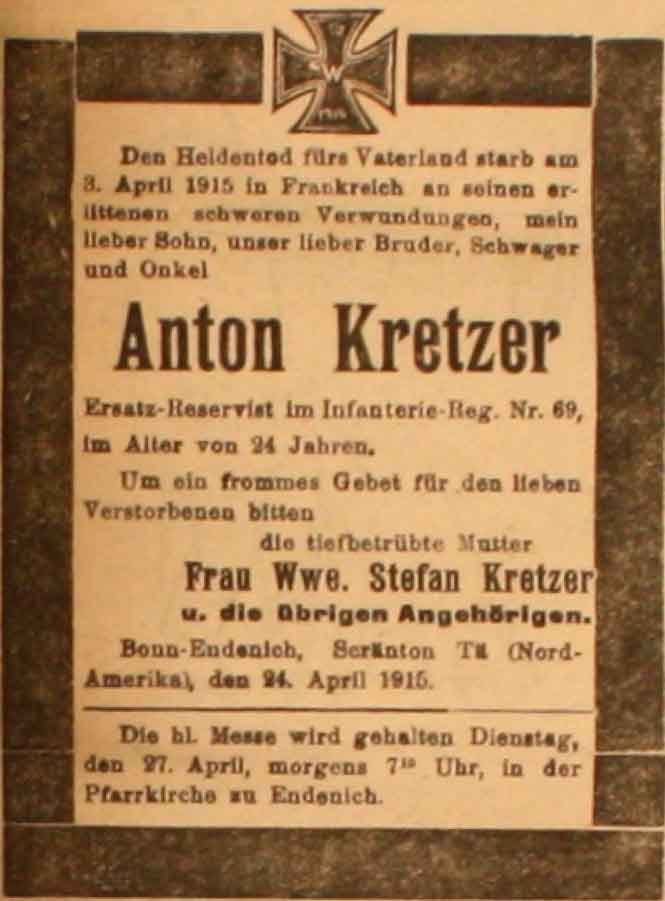 W
Den Heldentod fürs Vaterland starb am
3. April 1915 in Frankreich an seinen er-
littenen schweren Verwundungen, mein
lieber Sohn, unser lieber Bruder, Schwager
und Onkel
Anton Kretzer
Ersatz-Reservist im Infanterie-Reg. Nr. 69,
im Alter von 24 Jahren.
Um ein frommes Gebet für den lieben
Verstorbenen bitten
die tiefbetrübte Mutter
Frau Wwe. Stefan Kretzer
u. die übrigen Angehörigen.
Bonn-Endenich, Scränton Tä (Nord-
Amerika), den 24. April 1915.
Die hl. Messe wird gehalten Dienstag,
den 27. April, morgens 7 Uhr, in der
Pfarrkirche zu Endenich.